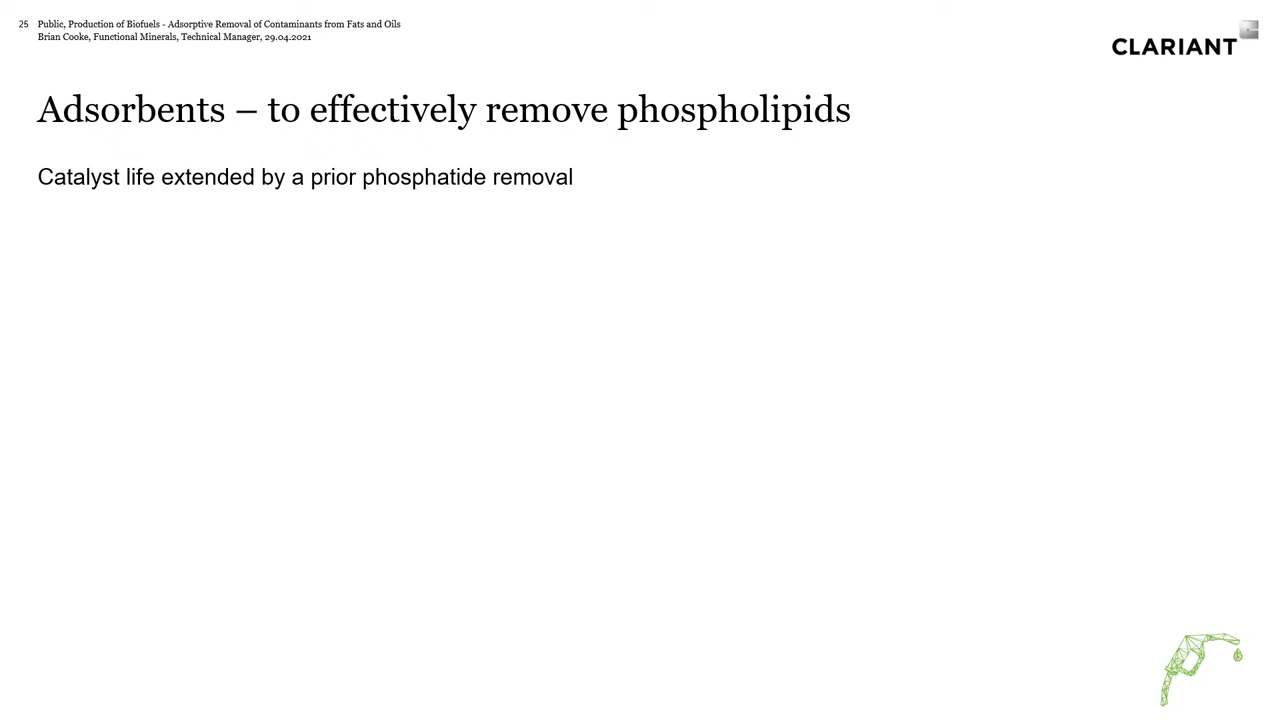 25 Public, Production of Biofuels - Adsorptive Removal of Contaminants from Fats and Oils
Brian Cooke, Functional Minerals, Technical Manager, 29.04.2021
CLARIANT
Adsorbents – to effectively remove phospholipids
Catalyst life extended by a prior phosphatide removal